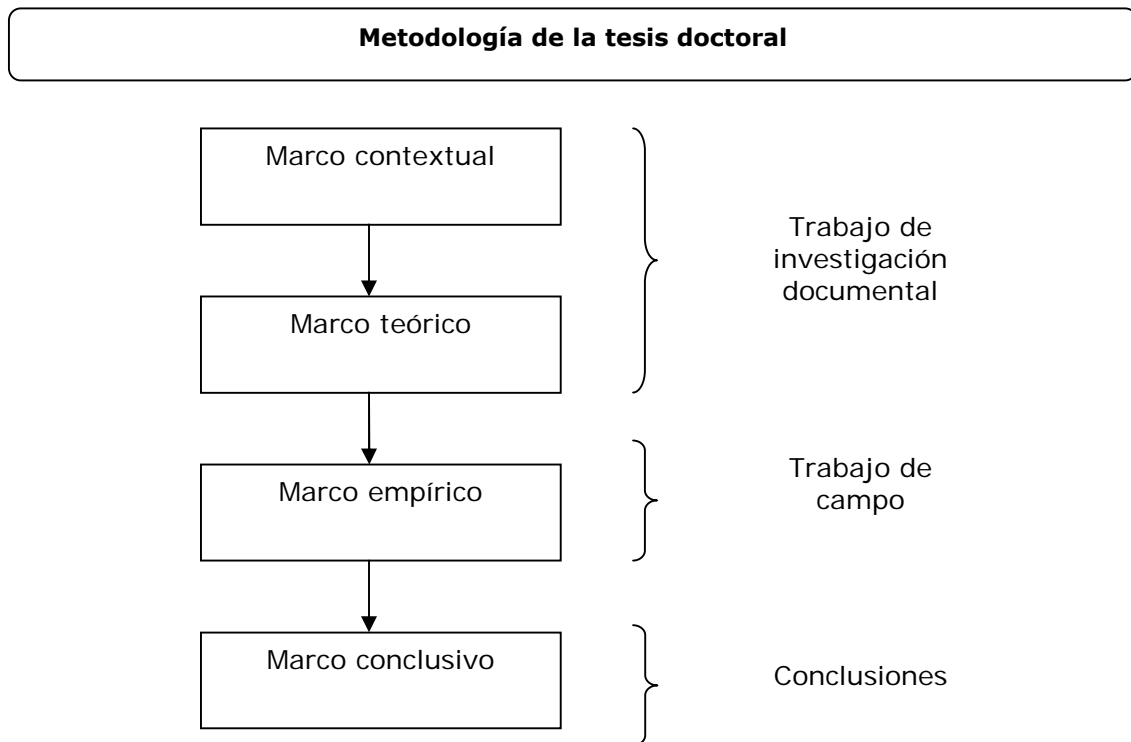 Metodología de la tesis doctoral
Marco contextual
Trabajo de
investigación
documental
Marco teórico
Marco empírico
Trabajo de
campo
Marco conclusivo
Conclusiones